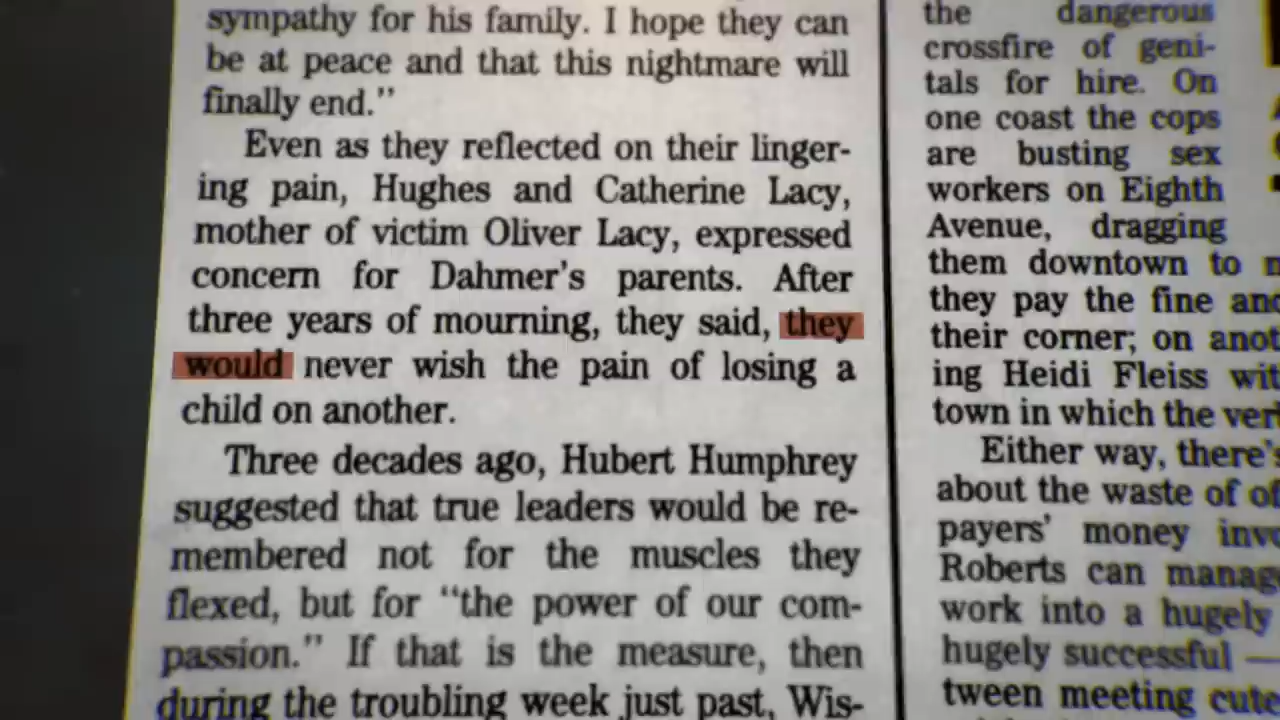 sympathy for his family. I hope they can
be at peace and that this nightmare will
finally end.”
Even as they reflected on their linger-
ing pain, Hughes and Catherine Lacy,
mother of victim Oliver Lacy, expressed
concern for Dahmer’s parents. After
three years of mourning, they said, they
would never wish the pain of losing a
child on another.
Three decades ago, Hubert Humphrey
suggested that true leaders would be re-
membered not for the muscles they
flexed, but for “the power of our com-
passion.” If that is the measure, then
during the troubling week just past, Wis-
the dangerous
crossfire of geni-
tals for hire. On
one coast the cops
are busting sex
workers on Eighth
Avenue, dragging
them downtown to
they pay the fine and
their corner; on
ing Heidi Fleiss
town in which the
Either way, there’s
about the waste of
payers’ money
Roberts can
work into a hugely
hugely successful —
tween meeting cute